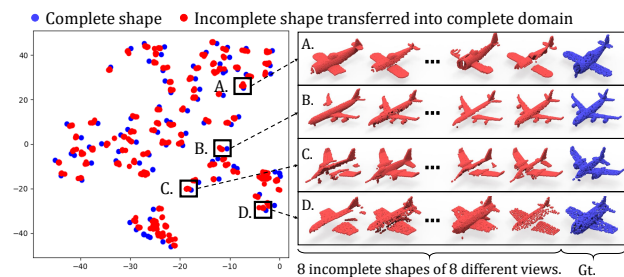 Complete shape Incomplete shape transferred into complete domain
A.
B.
C.
D.
40
20
0
−20
−40
−40 −30 −20 −10 0
A.
...
B.
...
C.
...
D.
...
8 incomplete shapes of 8 different views. Gt.